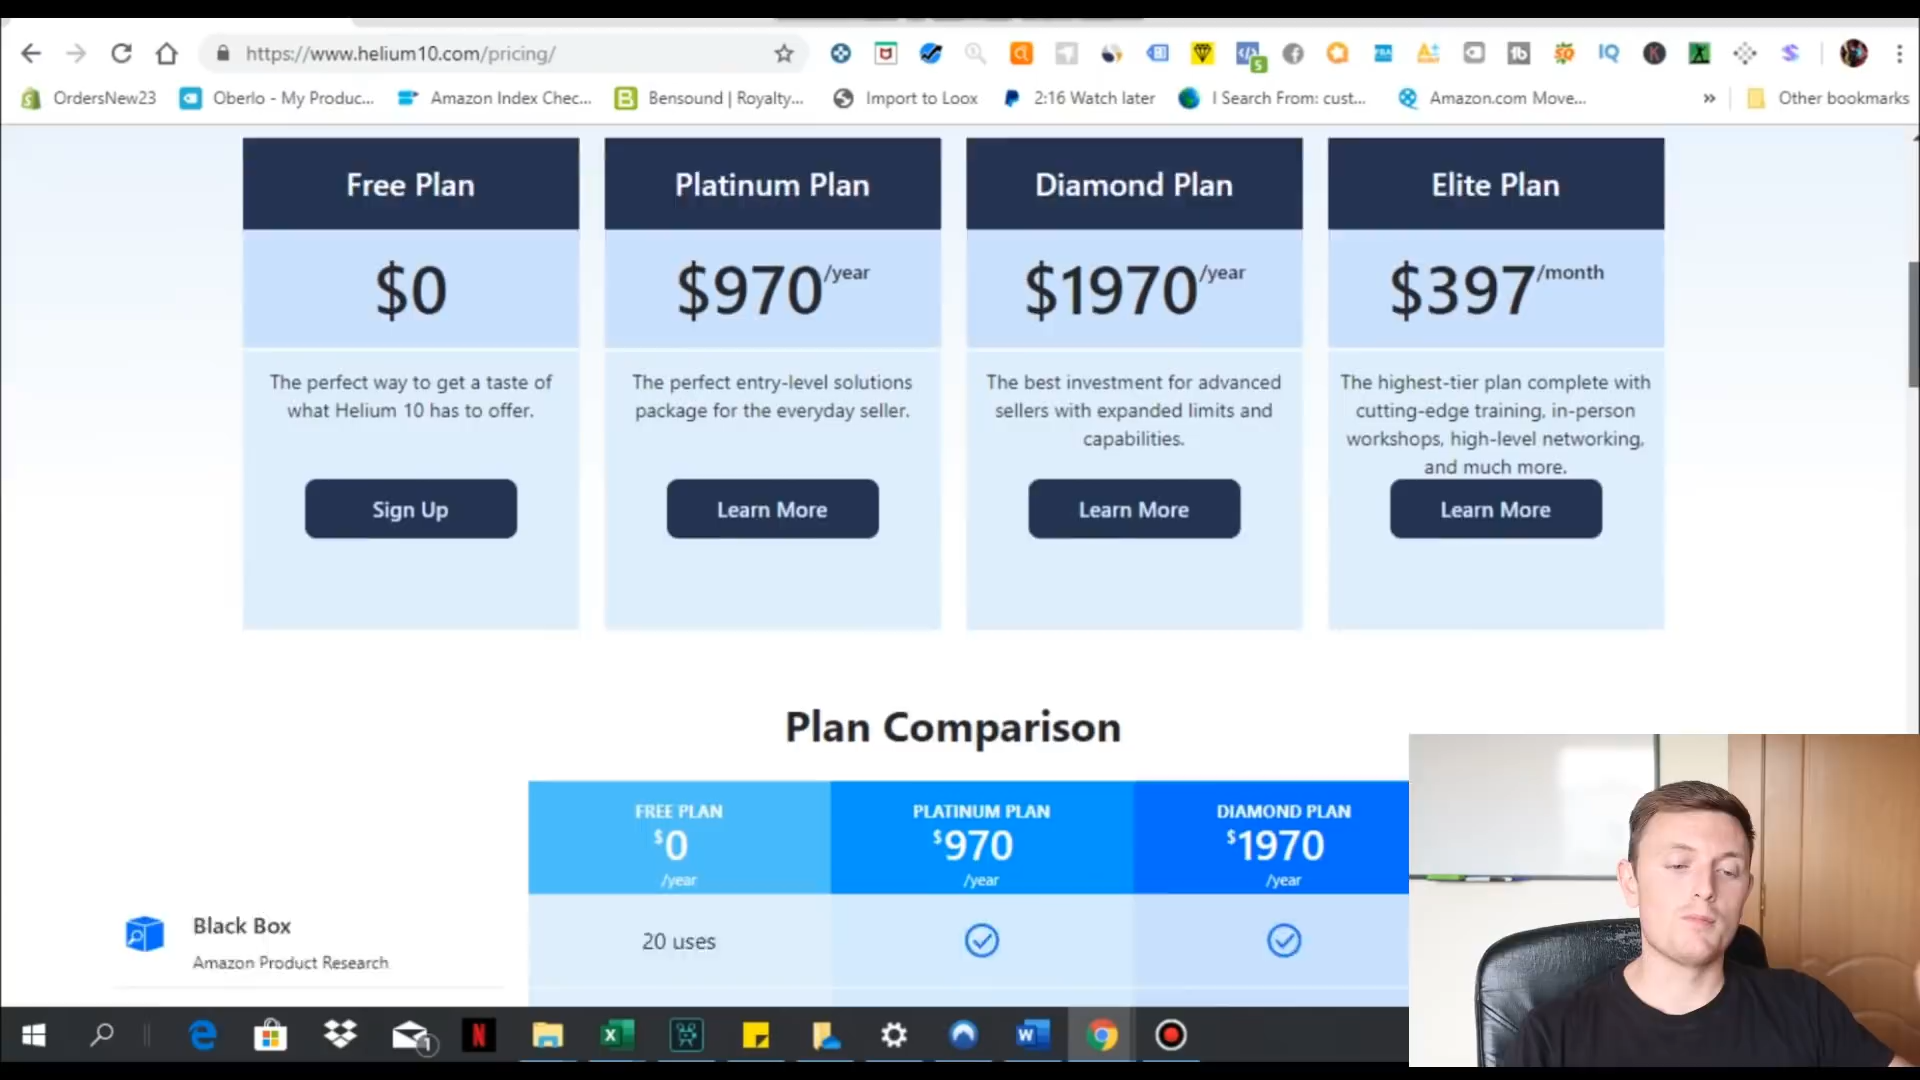 https://www.helium10.com/pricing/
OrdersNew23
Oberlo - My Produc...
Amazon Index Chec...
Bensound | Royalty...
Import to Loox
2:16 Watch later
I Search From: cust...
Amazon.com Move...
»
Other bookmarks
Free Plan
Platinum Plan
Diamond Plan
Elite Plan
$0
$970/year
$1970/year
$397/month
The perfect way to get a taste of
what Helium 10 has to offer.
The perfect entry-level solutions
package for the everyday seller.
The best investment for advanced
sellers with expanded limits and
capabilities.
The highest-tier plan complete with
cutting-edge training, in-person
workshops, high-level networking,
and much more.
Sign Up
Learn More
Learn More
Learn More
Plan Comparison
FREE PLAN
$0
/year
PLATINUM PLAN
$970
/year
DIAMOND PLAN
$1970
/year
Black Box
Amazon Product Research
20 uses